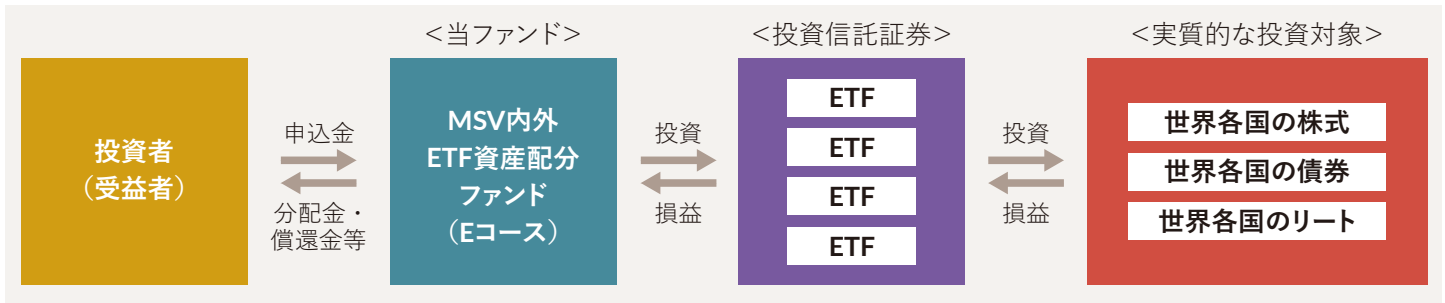 ＜当ファンド＞
＜投資信託証券＞
＜実質的な投資対象＞
投資者
（受益者）
申込金
分配金・
償還金等
MSV内外
ETF資産配分
ファンド
（Eコース）
投資
損益
ETF
ETF
ETF
ETF
投資
損益
世界各国の株式
世界各国の債券
世界各国のリート